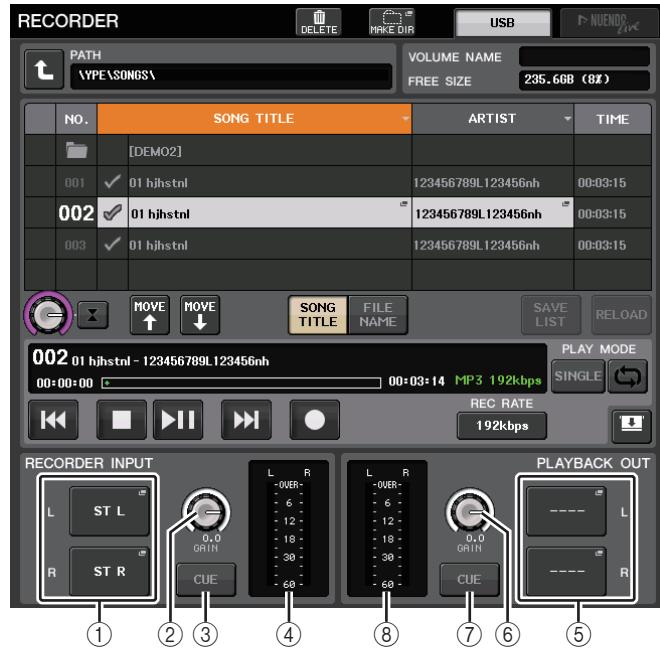 RECORDER
DELETE
MAKE DIR
USB
NUENDO Live
PATH
\YPE\SONGS\
VOLUME NAME
FREE SIZE 235.6GB (8%)
NO. SONG TITLE ARTIST TIME
[DEMO2]
001 01 hjhstnl 123456789L123456nh 00:03:15
002 01 hjhstnl 123456789L123456nh 00:03:15
003 01 hjhstnl 123456789L123456nh 00:03:15
MOVE
MOVE
SONG TITLE
FILE NAME
SAVE LIST
RELOAD
002 01 hjhstnl - 123456789L123456nh
00:00:00 00:03:14 MP3 192kbps
PLAY MODE
SINGLE
REC RATE
192kbps
RECORDER INPUT
L ST L
R ST R
0.0
GAIN
CUE
L R
-OVER-
6
12
18
30
60
L R
-OVER-
6
12
18
30
60
0.0
GAIN
CUE
PLAYBACK OUT
---- L
---- R
① ② ③ ④ ⑧ ⑦ ⑥ ⑤